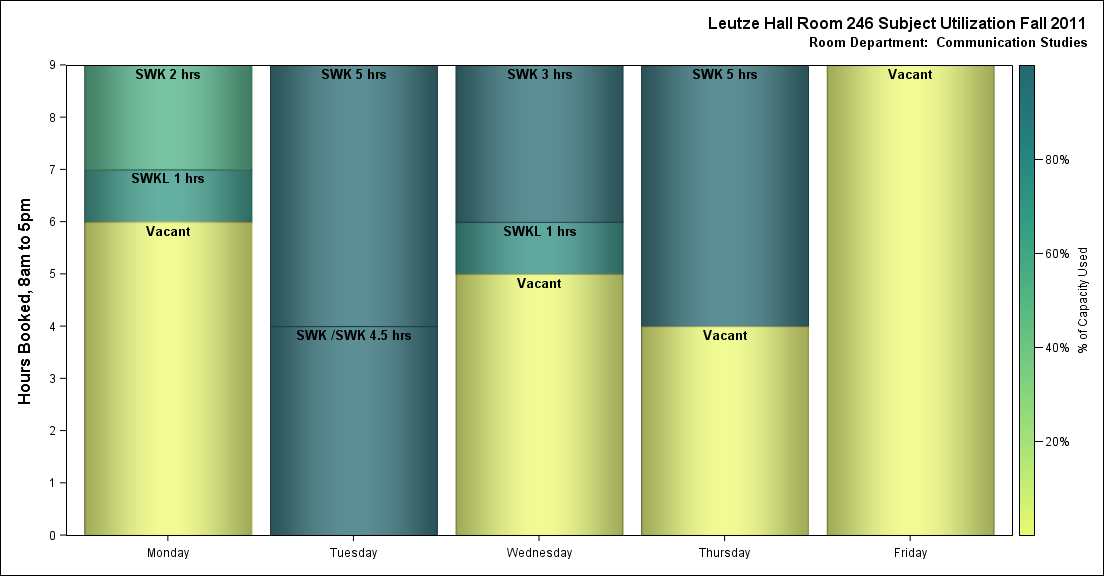 Leutze Hall Room 246 Subject Utilization Fall 2011
Room Department:  Communication Studies
Hours Booked, 8am to 5pm
9
8
7
6
5
4
3
2
1
0
SWK 2 hrs
SWKL 1 hrs
Vacant
SWK 5 hrs
SWK /SWK 4.5 hrs
SWK 3 hrs
SWKL 1 hrs
Vacant
SWK 5 hrs
Vacant
Vacant
Monday
Tuesday
Wednesday
Thursday
Friday
80%
60%
40%
20%
% of Capacity Used